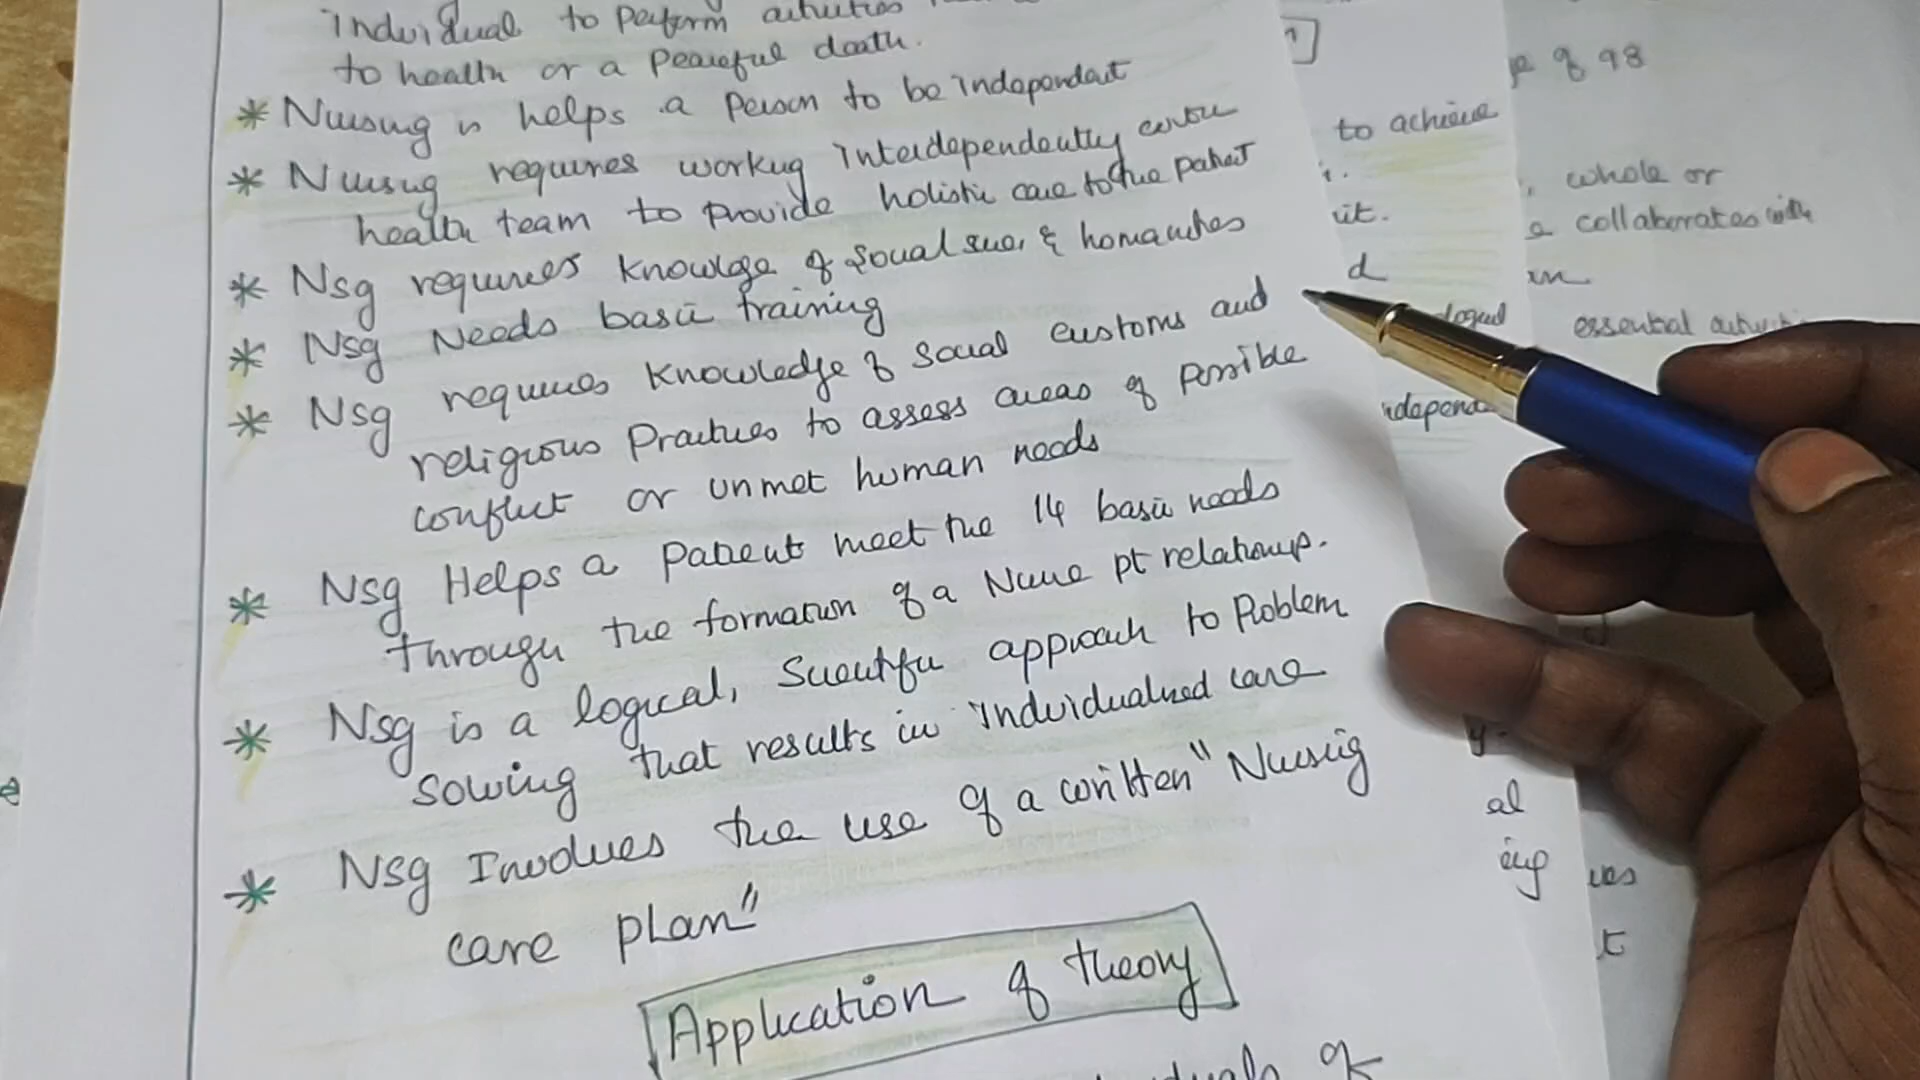 Individual to perform activities
to health or a Peaceful death.
* Nursing is helps a Person to be independent
* Nursing requires working Interdependently with
health team to provide holistic care to the patient
* Nsg requires Knowlge of Social & humanities
* Nsg Needs basic training
* Nsg requires Knowledge of Social customs and
religious Practices to assess areas of possible
conflict or unmet human needs
* Nsg Helps a Patient meet the 14 basic needs
through the formation of a Nurse pt relationship.
* Nsg is a logical, Scientific approach to Problem
solving that results in individualized care
* Nsg Involves the use of a written "Nursing
care plan"
Application of theory
of
of 98
to achieve
whole or
a collaborates with
essential